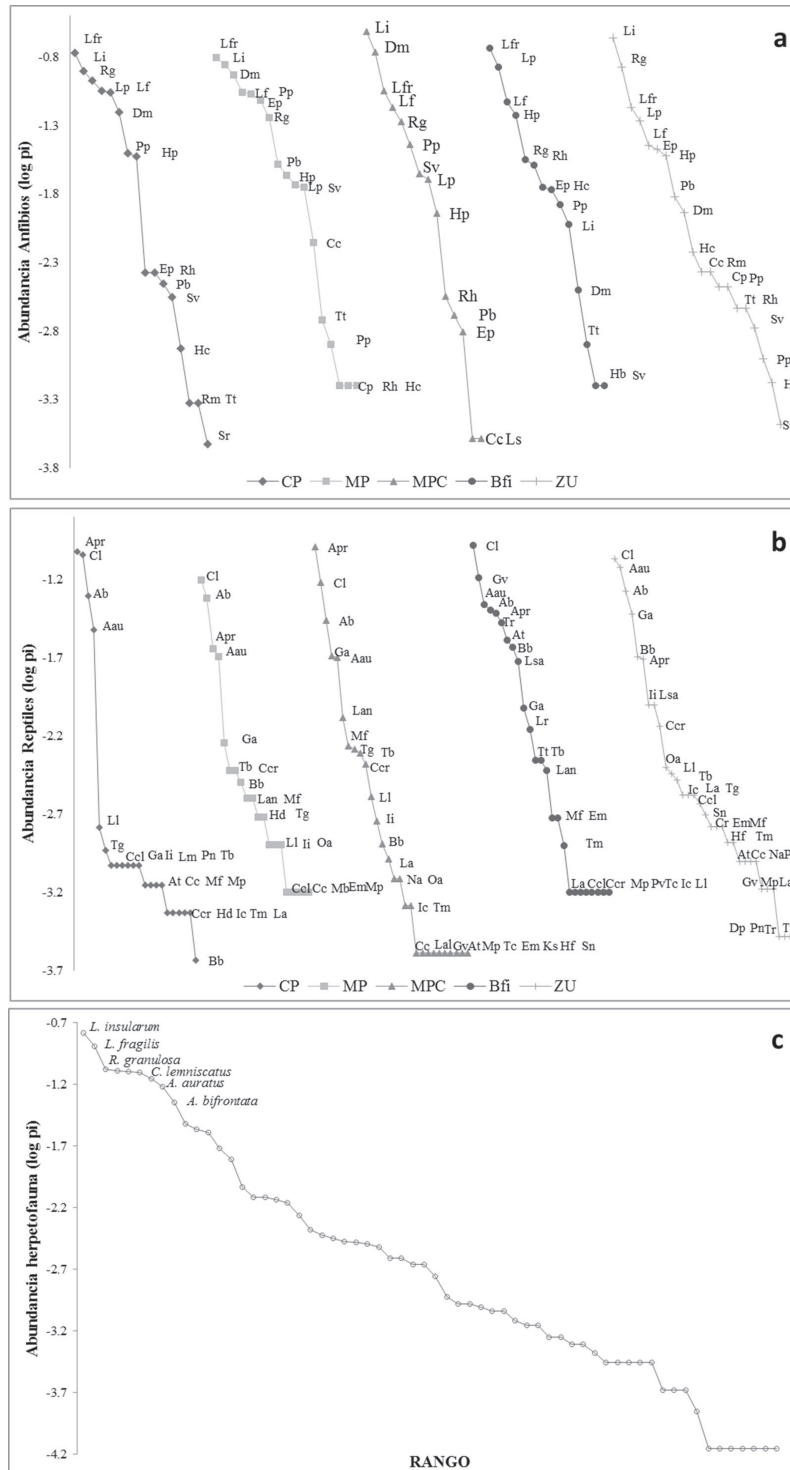 a
Abundancia Anfibios (log pi)
-0.8
-1.3
-1.8
-2.3
-2.8
-3.3
-3.8
Lfr
Li
Rg
Lp Lf
Dm
Pp Hp
Ep Rh
Pb
Sv
Hc
Rm Tt
Sr
Lfr
Li
Dm
Lf Pp
Ep
Rg
Pb
Hp
Lp Sv
Cc
Tt
Pp
Cp Rh Hc
Li
Dm
Lfr
Lf
Rg
Pp
Sv
Lp
Hp
Rh
Pb
Ep
Cc Ls
Lfr
Lp
Lf
Hp
Rg Rh
Ep Hc
Pp
Li
Dm
Tt
Hb Sv
Li
Rg
Lfr
Lp
Lf
Ep
Hp
Pb
Dm
Hc
Cc Rm
Cp Pp
Tt Rh
Sv
Pp
CP MP MPC Bfi ZU
b
Abundancia Reptiles (log pi)
-1.2
-1.7
-2.2
-2.7
-3.2
-3.7
Apr
Cl
Ab
Aau
Ll
Tg
Ccl Ga Ii Lm Pn Tb
At Cc Mf Mp
Ccr Hd Ic Tm La
Bb
Cl
Ab
Apr
Aau
Ga
Tb Ccr
Bb
Lan Mf
Hd Tg
Ll Ii Oa
Ccl Cc Mb Em Mp
Apr
Cl
Ab
Ga
Aau
Lan
Mf
Tg Tb
Ccr
Ll
Ii
Bb
La
Na Oa
Ic Tm
Cc Lal Gv At Mp Tc Em Ks Hf Sn
Cl
Gv
Aau
Ab
Apr
Tr
At
Bb
Lsa
Ga
Lr
Tt Tb
Lan
Mf Em
Tm
La Ccl Ccr Mp Pv Tc Ic Ll
Cl
Aau
Ab
Ga
Bb
Apr
Ii Lsa
Ccr
Oa
Ll
Tb
Ic La Tg
Ccl
Sn
Cr Em Mf
Hf Tm
At Cc Na
Gv Mp La
Dp Pn Tr
CP MP MPC Bfi ZU
c
Abundancia herpetofauna (log pi)
-0.7
-1.2
-1.7
-2.2
-2.7
-3.2
-3.7
-4.2
L. insularum
L. fragilis
R. granulosa
C. lemniscatus
A. auratus
A. bifrontata
RANGO